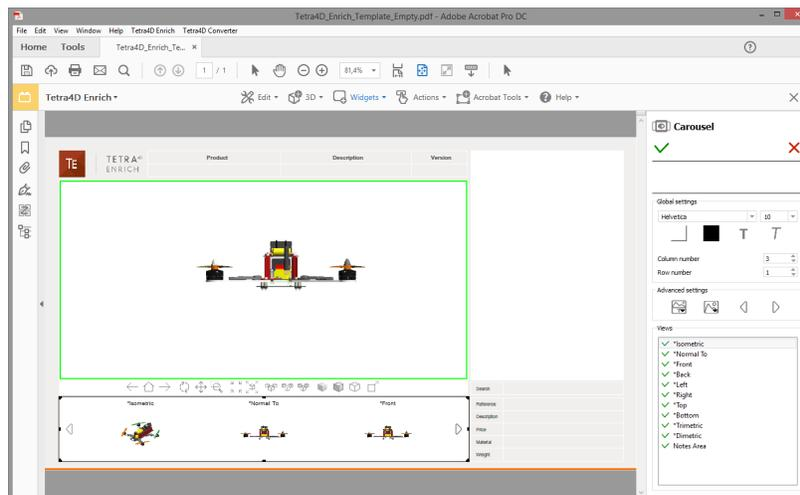 Tetra4D_Enrich_Template_Empty.pdf - Adobe Acrobat Pro DC
File Edit View Window Help Tetra4D Enrich Tetra4D Converter
Home Tools Tetra4D_Enrich_Te... ×
1 / 1 81,4%
Tetra4D Enrich Edit 3D Widgets Actions Acrobat Tools Help
Carousel
TE TETRA4D ENRICH Product Description Version
Global settings
Helvetica 10
T T
Column number 3
Row number 1
Advanced settings
Views
*Isometric
*Normal To
*Front
*Back
*Left
*Right
*Top
*Bottom
*Trimetric
*Dimetric
Notes Area
Search
Reference
Description
Price
Material
Weight
*Isometric *Normal To *Front